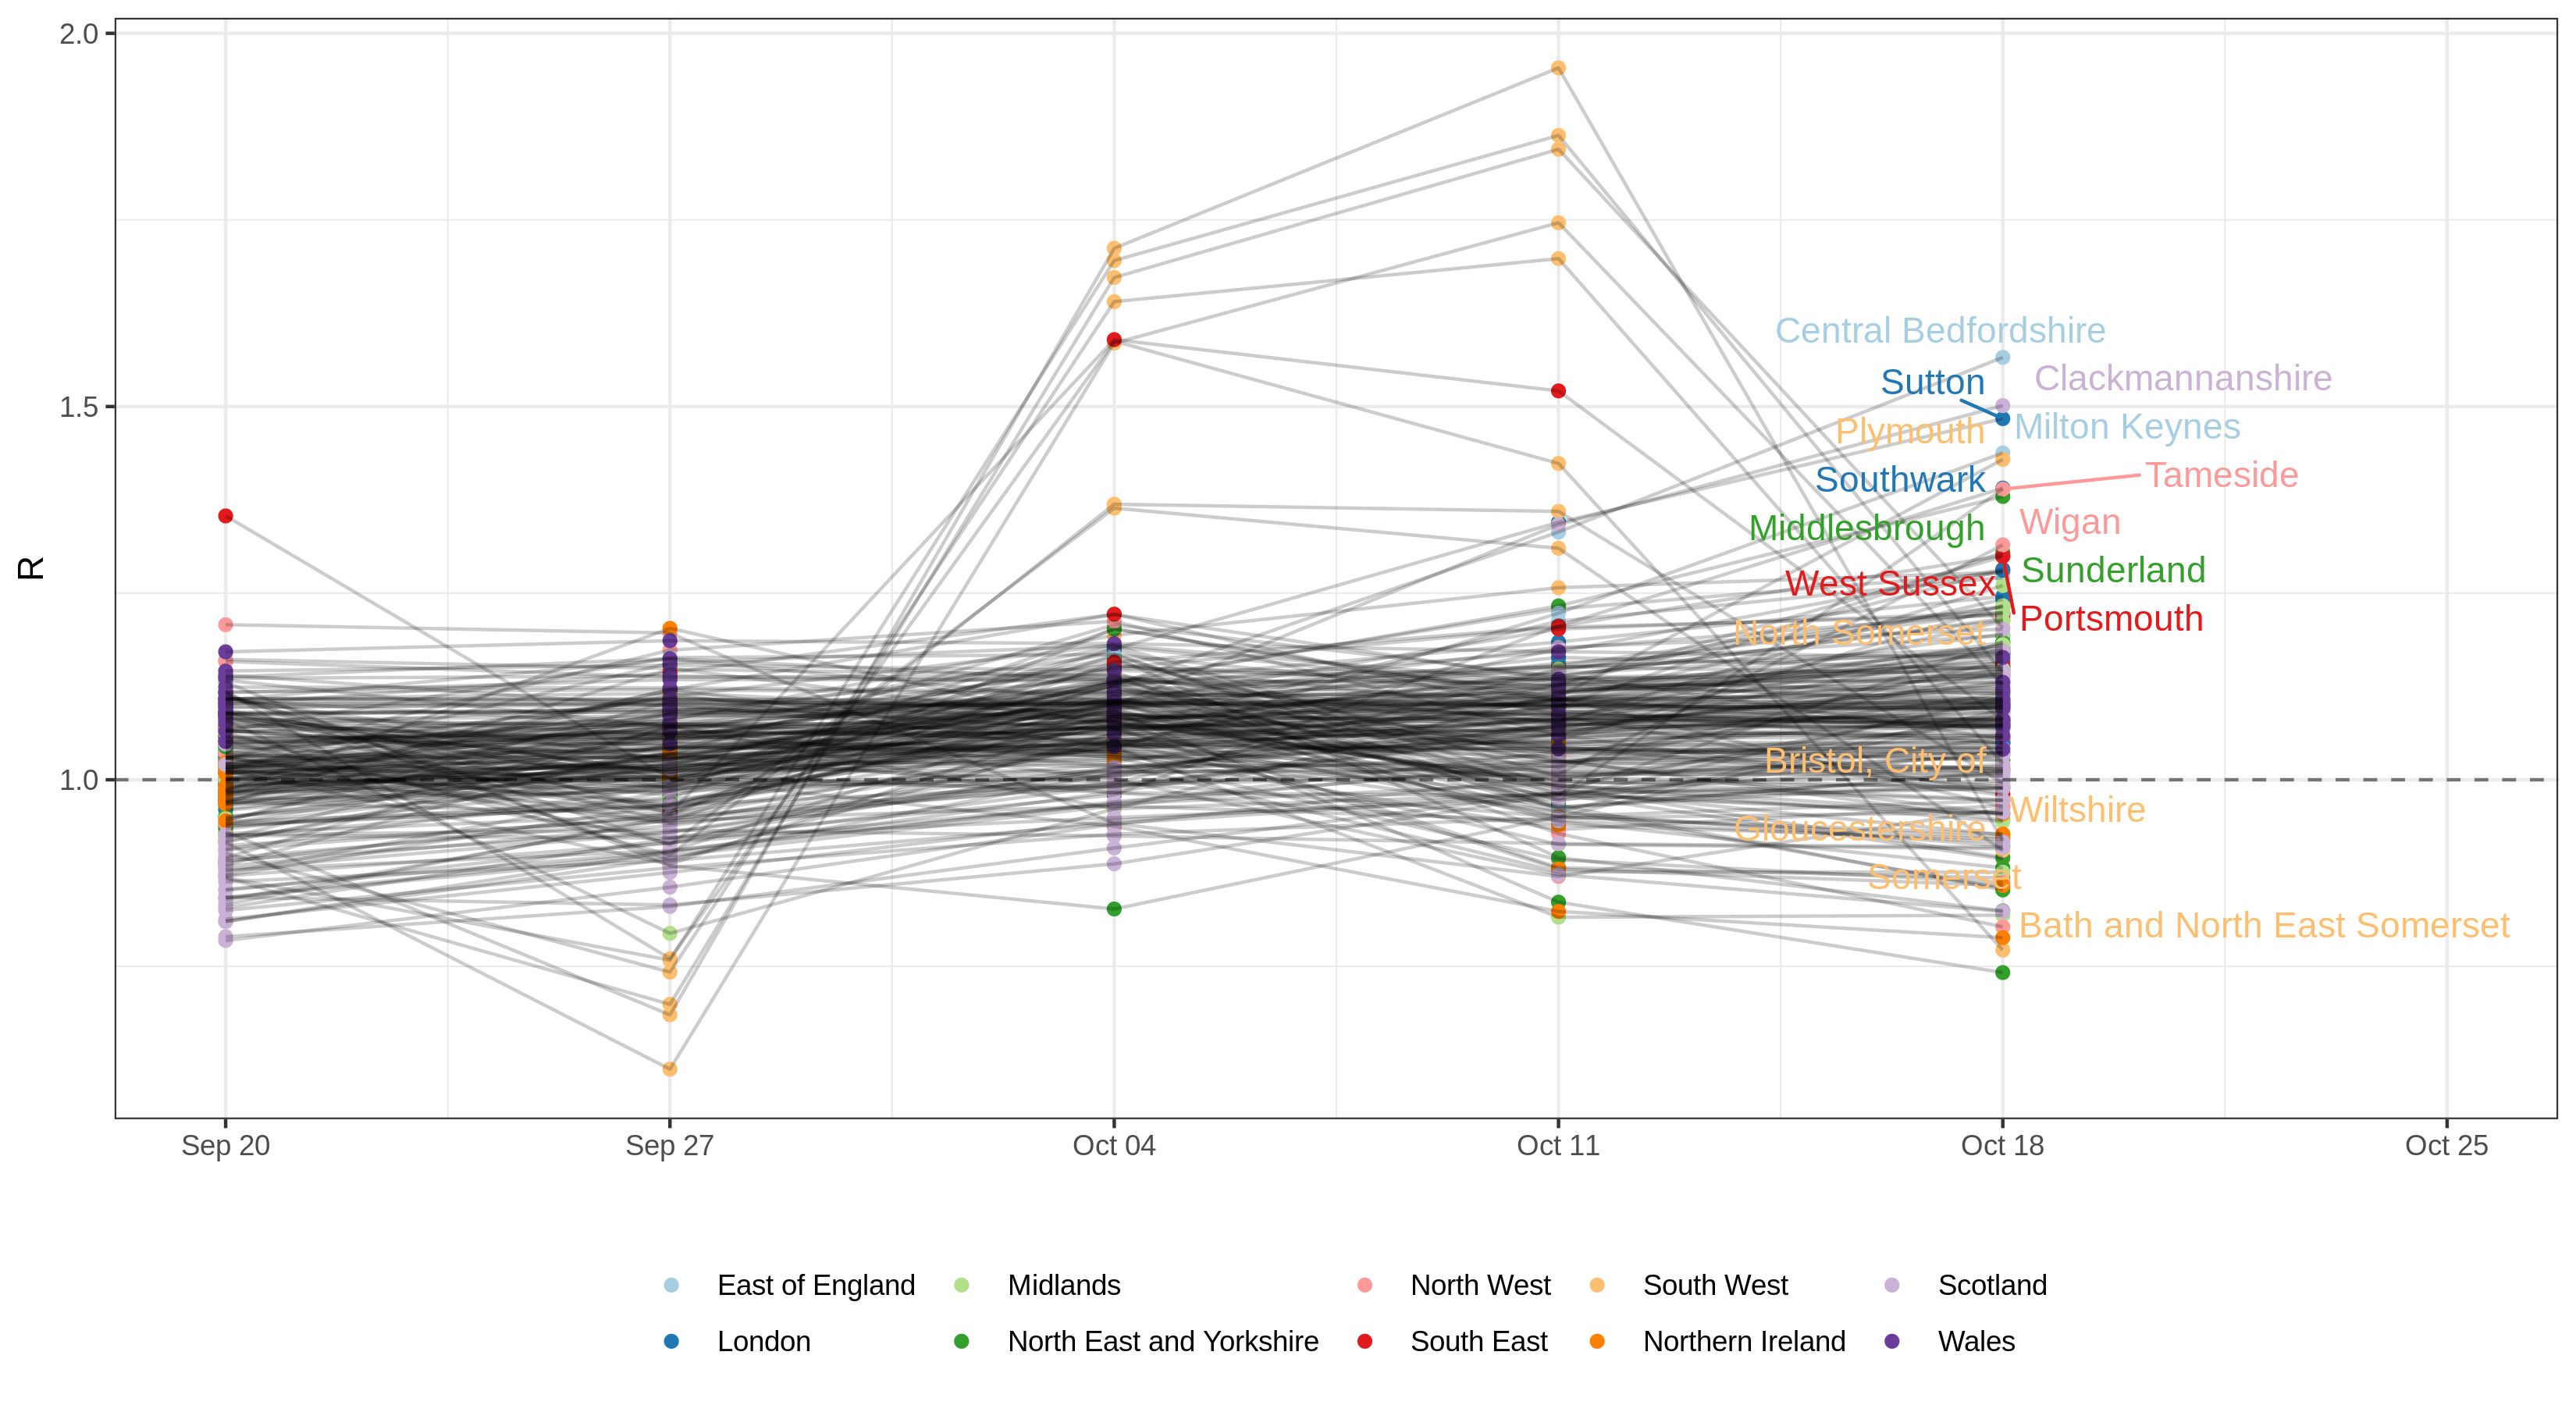 2.0
1.5
1.0
R
Central Bedfordshire
Clackmannanshire
Sutton
Milton Keynes
Plymouth
Tameside
Southwark
Wigan
Middlesbrough
Sunderland
West Sussex
Portsmouth
North Somerset
Bristol, City of
Wiltshire
Gloucestershire
Somerset
Bath and North East Somerset
Sep 20
Sep 27
Oct 04
Oct 11
Oct 18
Oct 25
East of England
Midlands
North West
South West
Scotland
London
North East and Yorkshire
South East
Northern Ireland
Wales